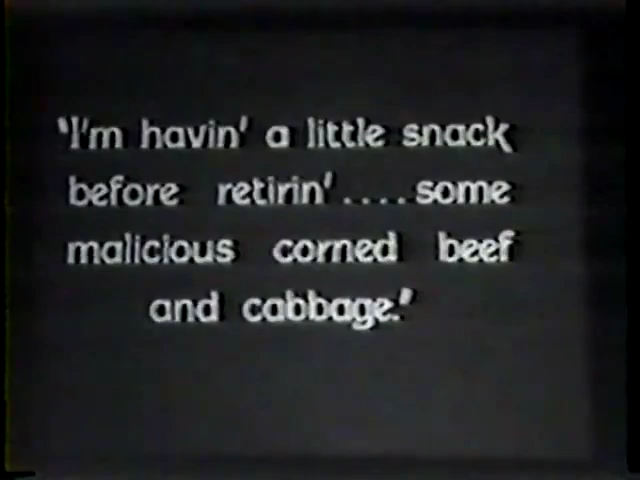 'I'm havin' a little snack
before retirin'....some
malicious corned beef
and cabbage.'